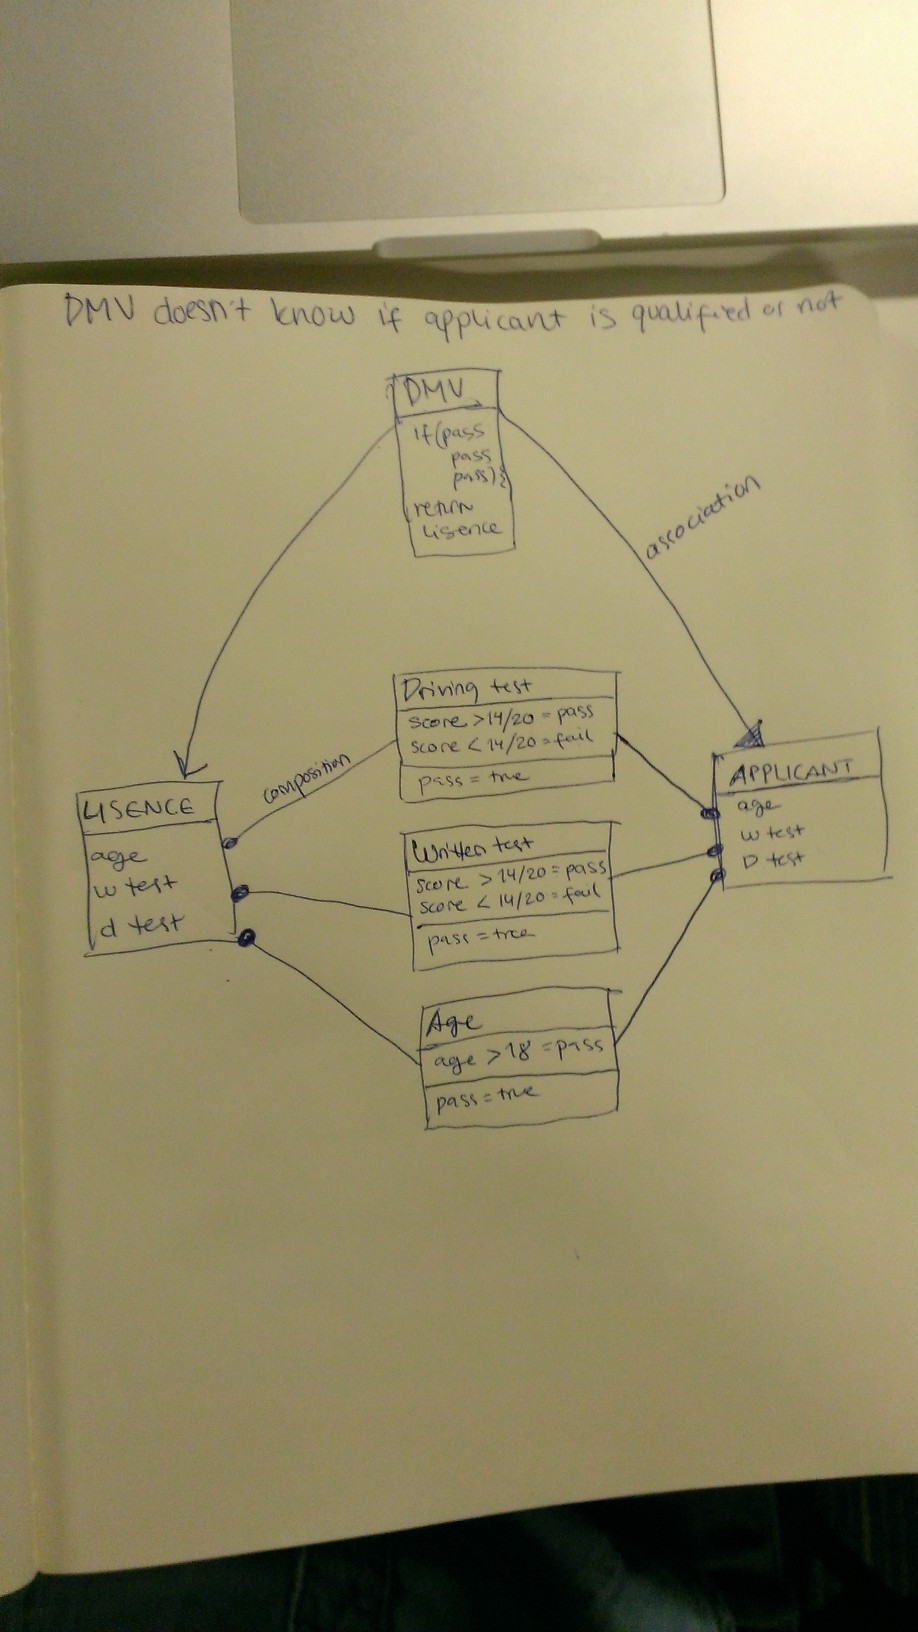 DMV doesn't know if applicant is qualified or not
DMV
if(pass
pass
pass){
return
Lisence
association
Driving test
score >14/20 = pass
score < 14/20 = fail
pass = true
composition
LISENCE
age
w test
d test
APPLICANT
age
w test
D test
Written test
score > 14/20 = pass
score < 14/20 = fail
pass = true
Age
age >18 = pass
pass = true